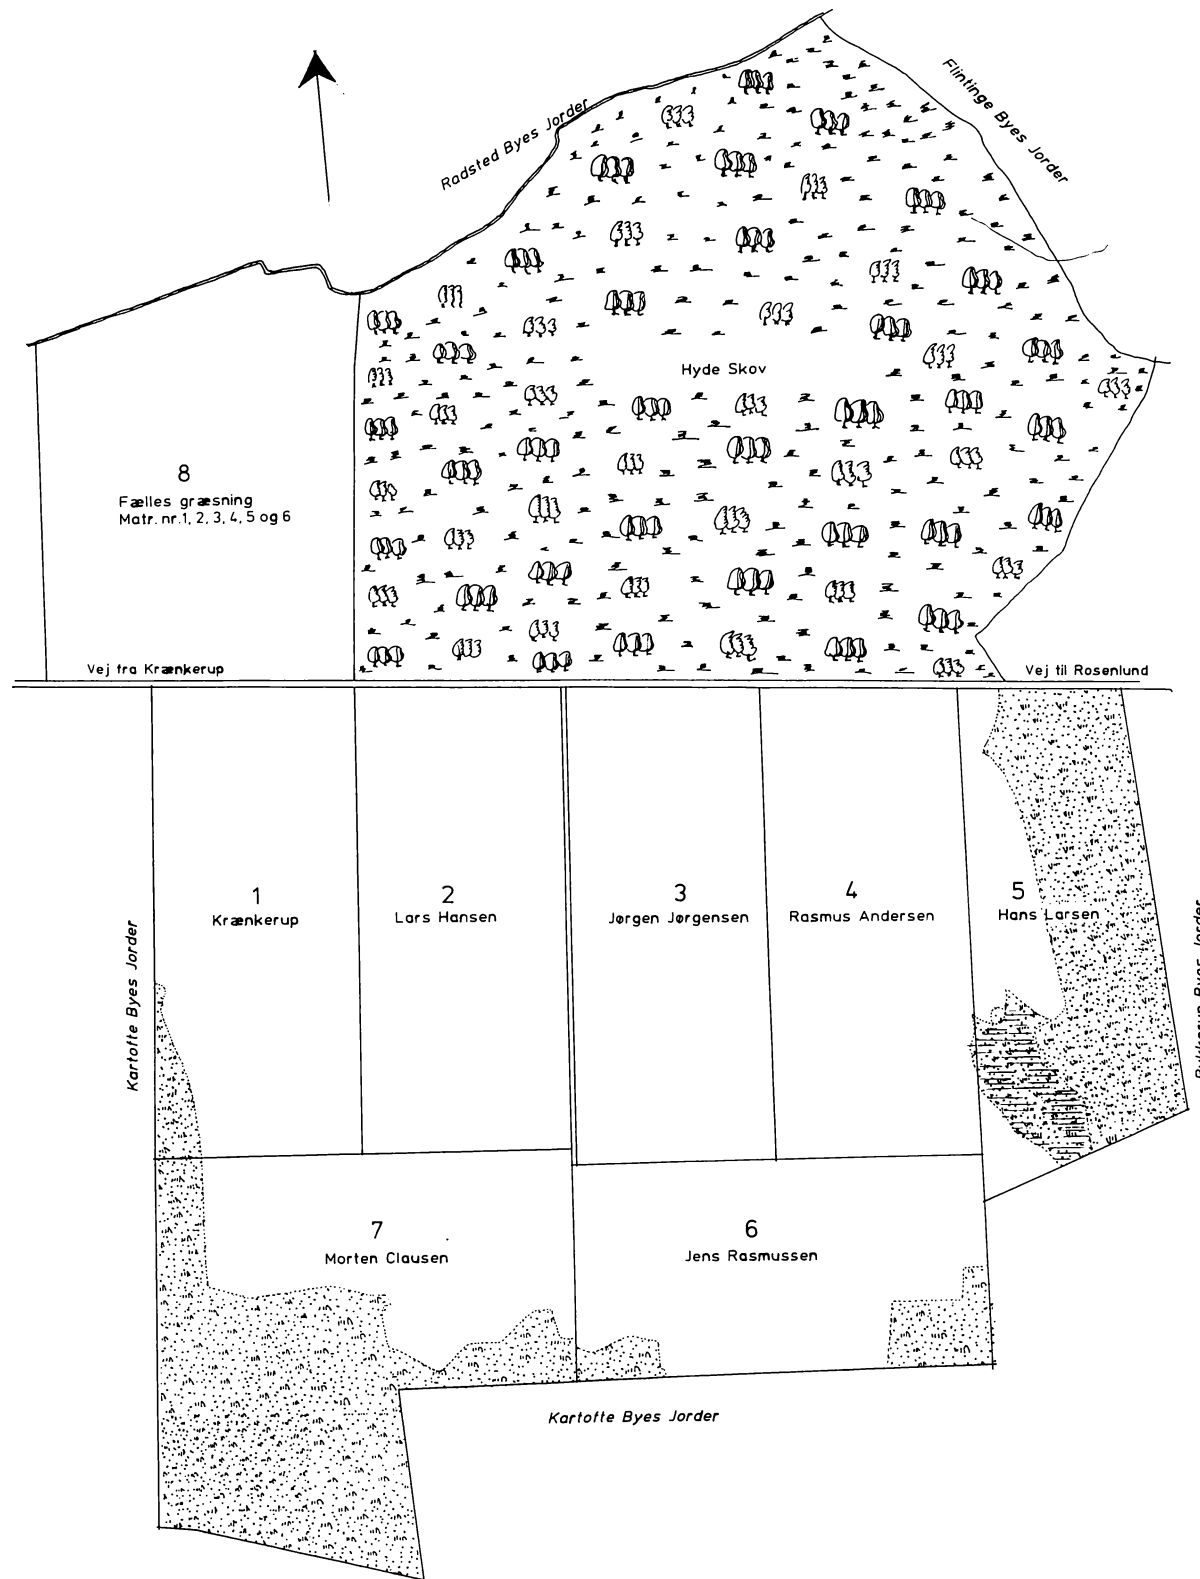 Radsted Byes Jorder
Flintinge Byes Jorder
Hyde Skov
8
Fælles græsning
Matr. nr. 1, 2, 3, 4, 5 og 6
Vej fra Krænkerup
Vej til Rosenlund
1
Krænkerup
2
Lars Hansen
3
Jørgen Jørgensen
4
Rasmus Andersen
5
Hans Larsen
Kartofte Byes Jorder
Byes Jorder
7
Morten Clausen
6
Jens Rasmussen
Kartofte Byes Jorder